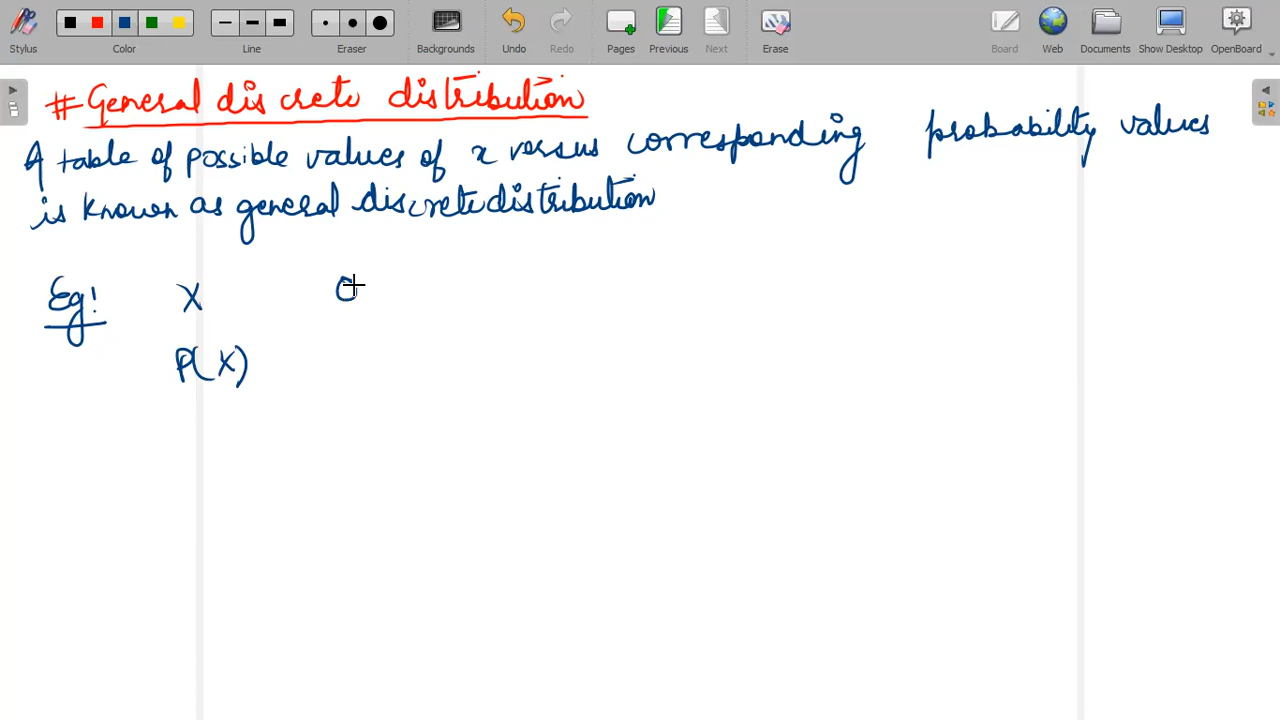 Stylus Color Line Eraser Backgrounds Undo Redo Pages Previous Next Erase Board Web Documents Show Desktop OpenBoard
# General discrete distribution
A table of possible values of x versus corresponding probability values
is known as general discrete distribution
Eg! X 0
P(X)